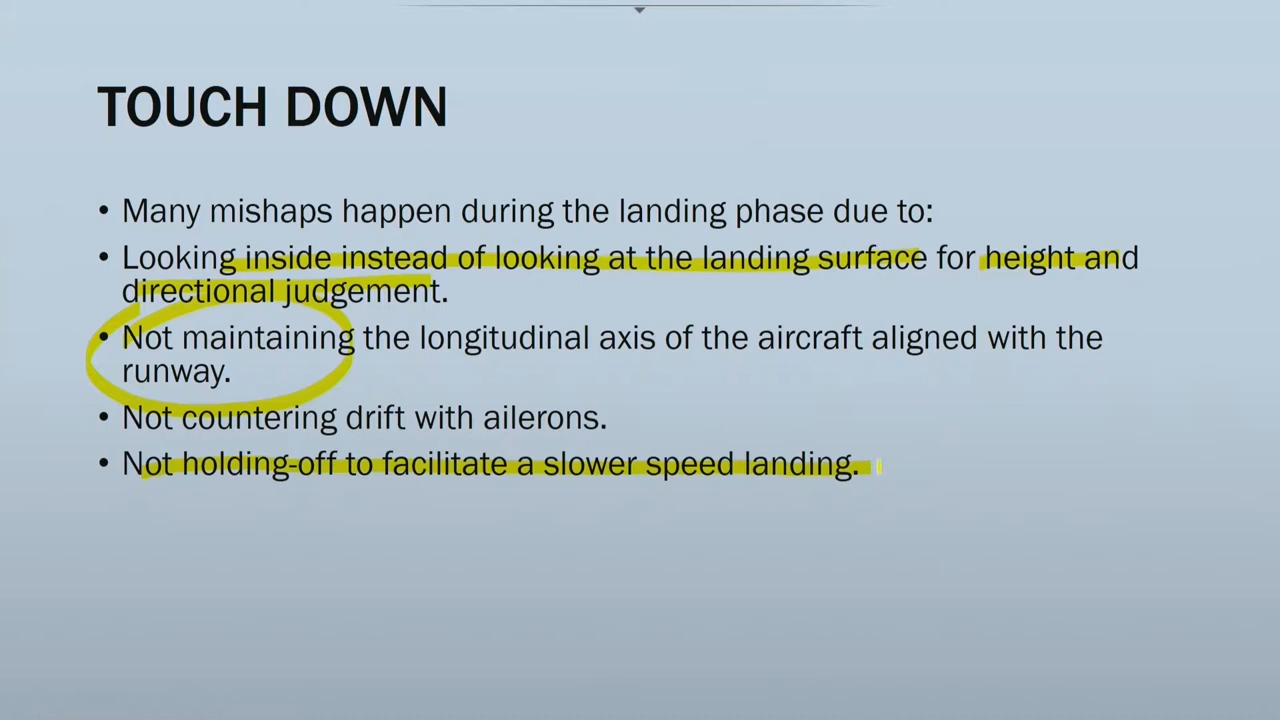 TOUCH DOWN
• Many mishaps happen during the landing phase due to:
• Looking inside instead of looking at the landing surface for height and
directional judgement.
• Not maintaining the longitudinal axis of the aircraft aligned with the
runway.
• Not countering drift with ailerons.
• Not holding-off to facilitate a slower speed landing.